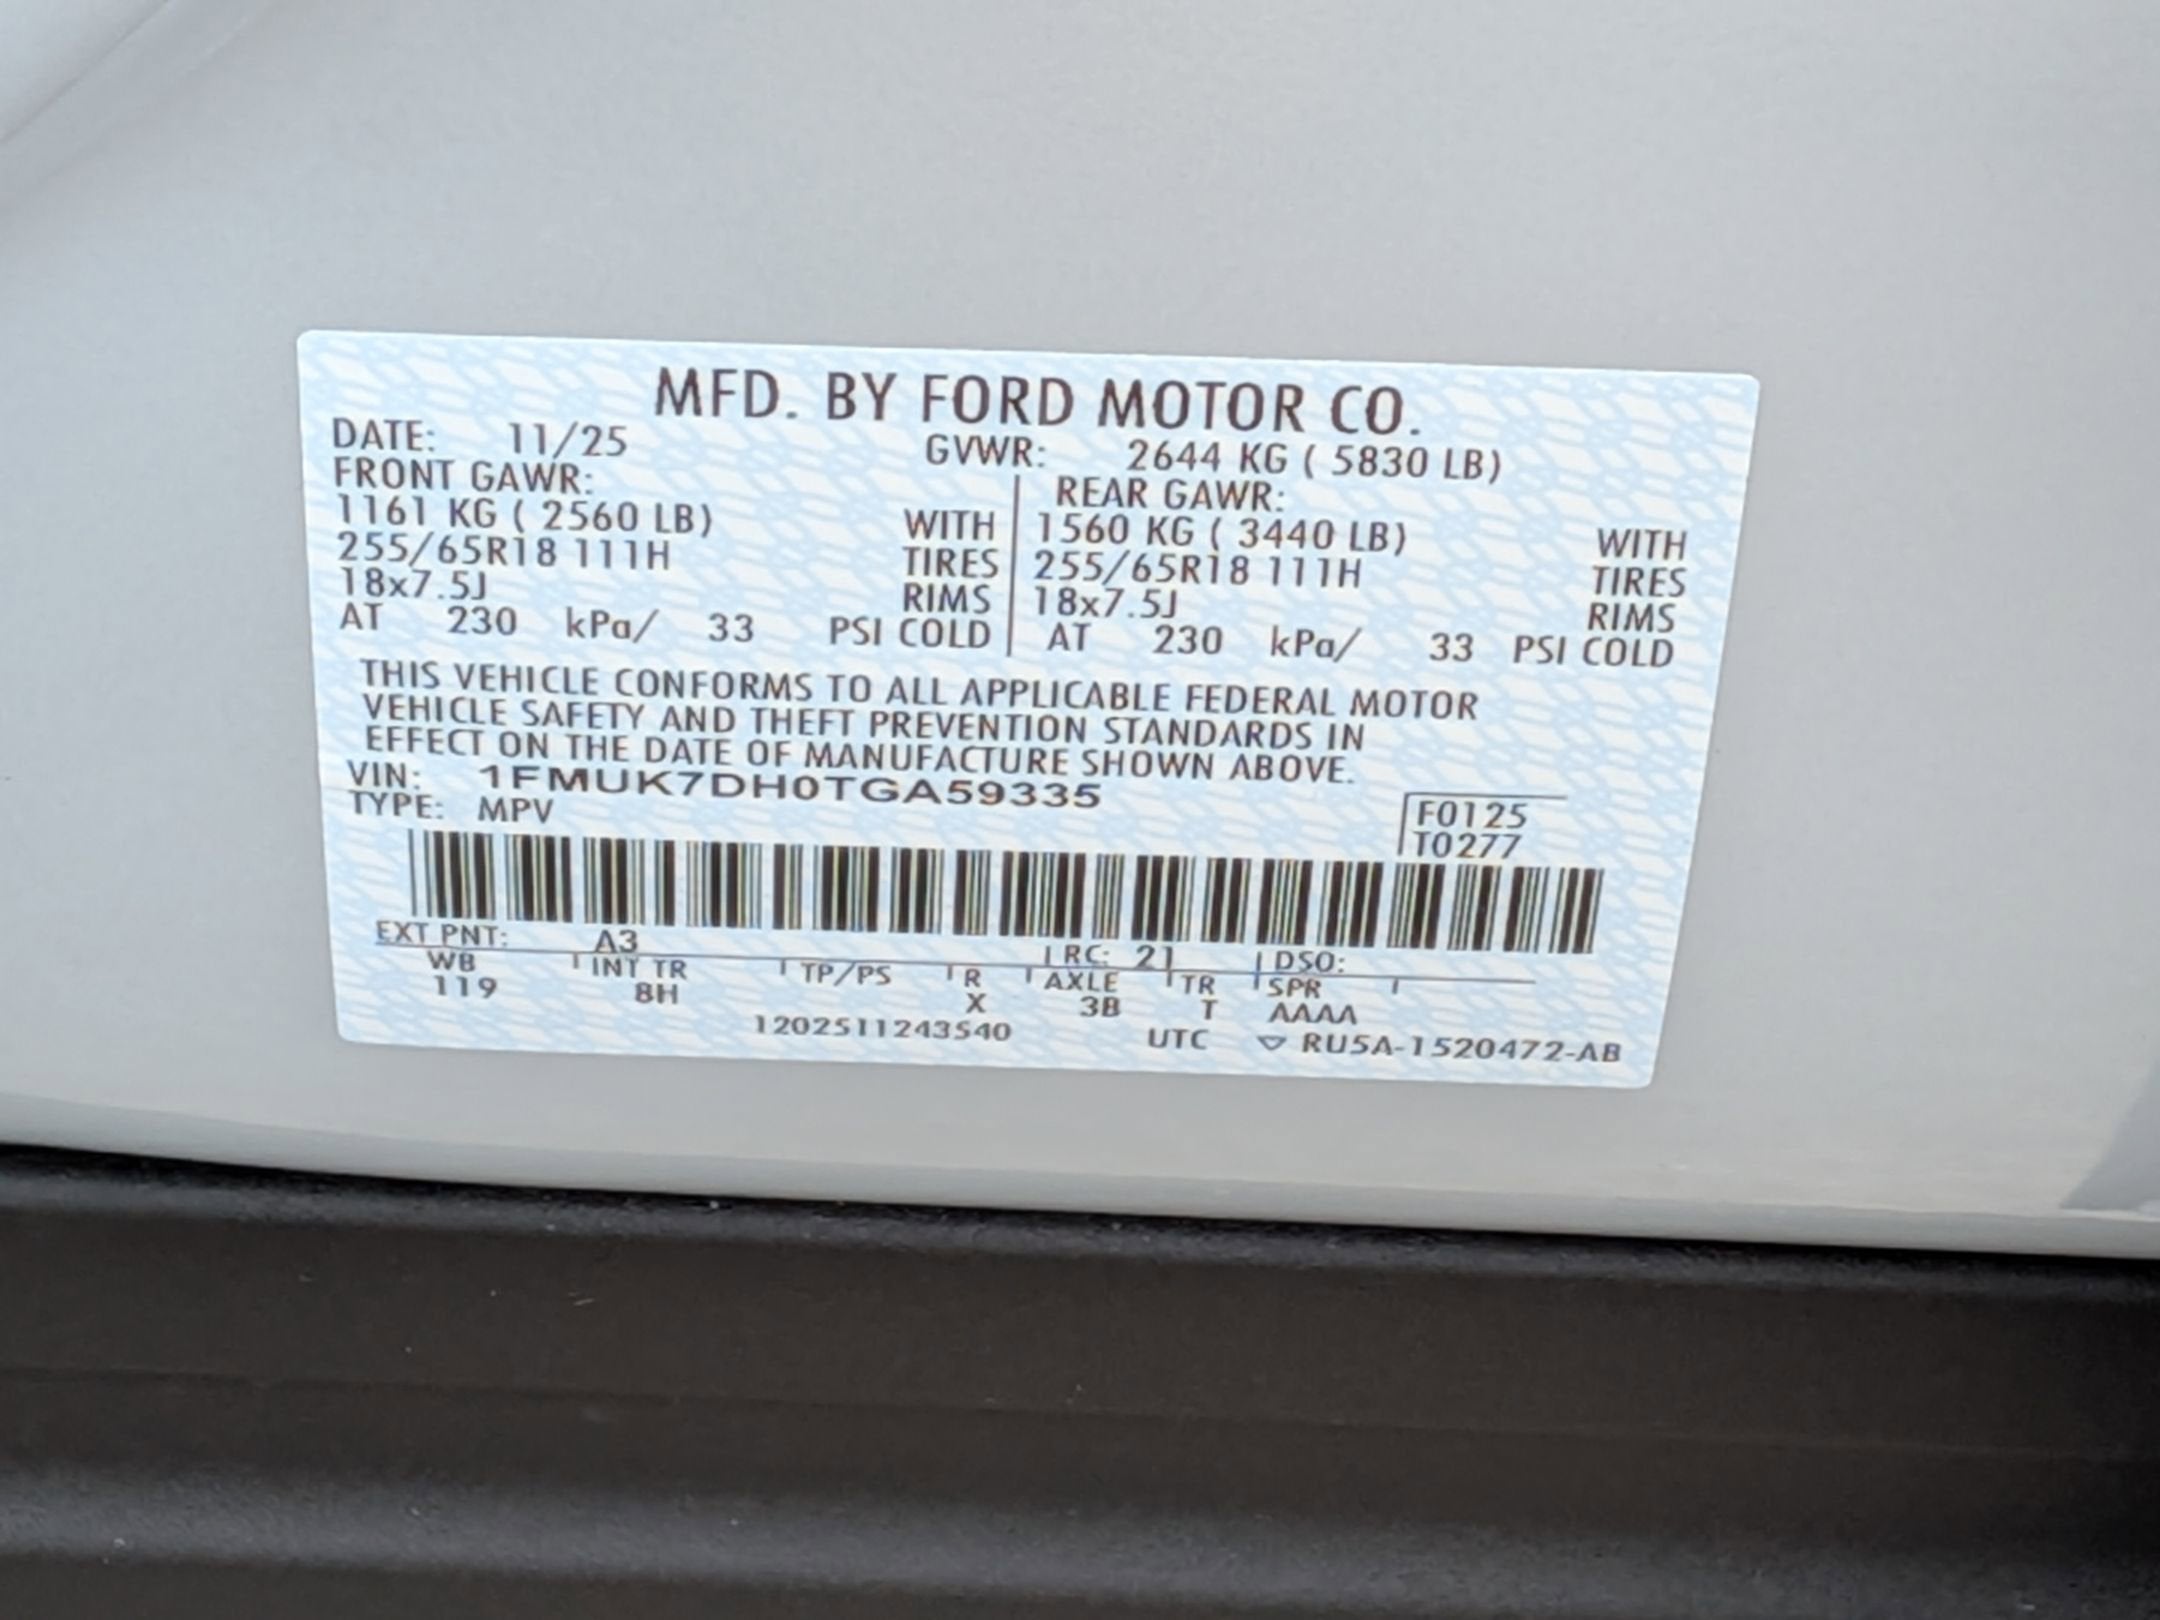 MFD. BY FORD MOTOR CO.
DATE: 11/25 GVWR: 2644 KG ( 5830 LB)
FRONT GAWR: REAR GAWR:
1161 KG ( 2560 LB) WITH 1560 KG ( 3440 LB) WITH
255/65R18 111H TIRES 255/65R18 111H TIRES
18x7.5J RIMS 18x7.5J RIMS
AT 230 kPa/ 33 PSI COLD AT 230 kPa/ 33 PSI COLD
THIS VEHICLE CONFORMS TO ALL APPLICABLE FEDERAL MOTOR
VEHICLE SAFETY AND THEFT PREVENTION STANDARDS IN
EFFECT ON THE DATE OF MANUFACTURE SHOWN ABOVE.
VIN: 1FMUK7DH0TGA59335
TYPE: MPV F0125
T0277
EXT PNT: A3 RC: 21 DSO:
WB INT TR TP/PS R AXLE TR SPR
119 8H X 3B T AAAA
1202511243540 UTC ▽ RU5A-1520472-AB